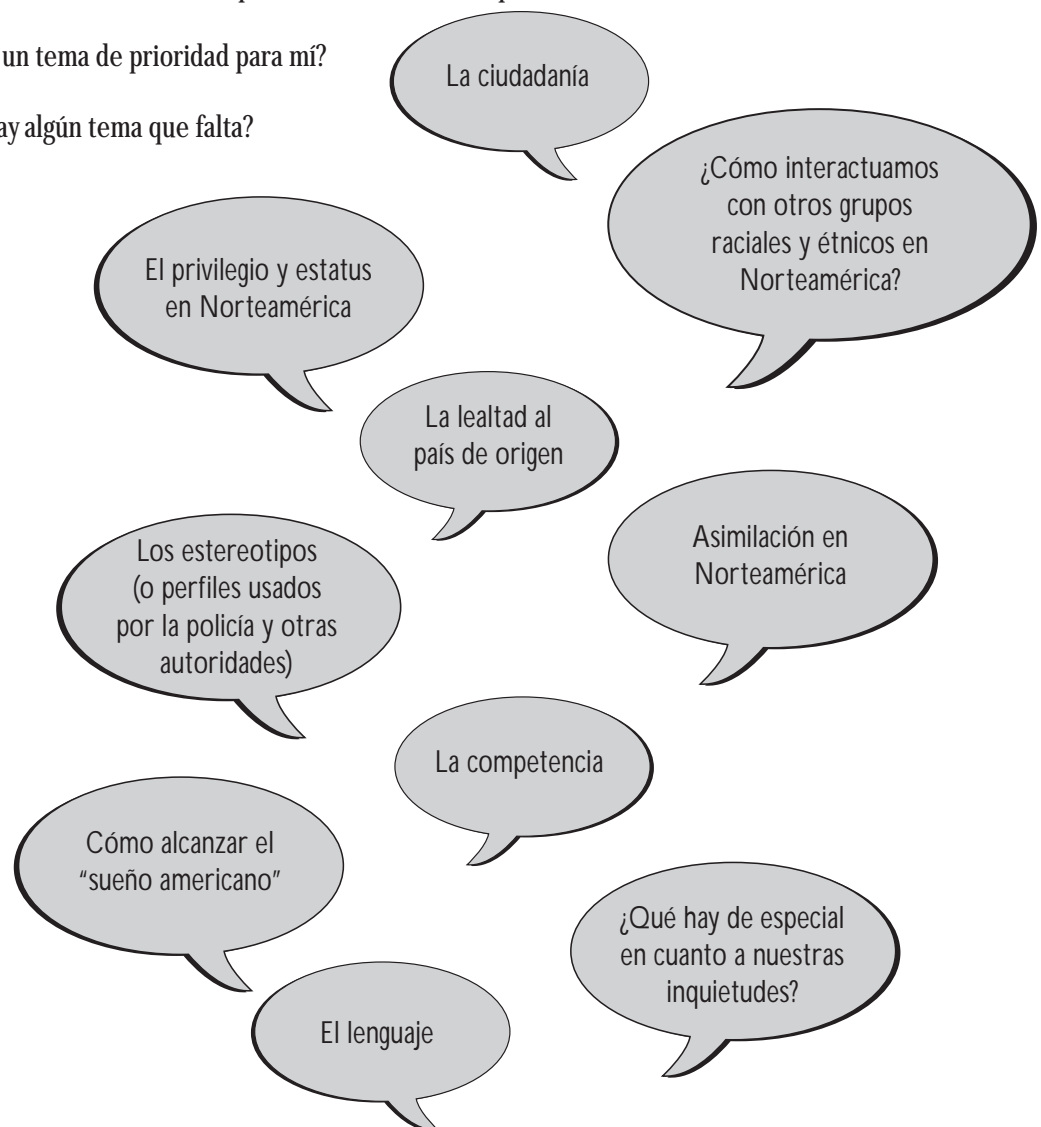 un tema de prioridad para mí?
ay algún tema que falta?
La ciudadanía
¿Cómo interactuamos
con otros grupos
raciales y étnicos en
Norteamérica?
El privilegio y estatus
en Norteamérica
La lealtad al
país de origen
Asimilación en
Norteamérica
Los estereotipos
(o perfiles usados
por la policía y otras
autoridades)
La competencia
Cómo alcanzar el
"sueño americano"
¿Qué hay de especial
en cuanto a nuestras
inquietudes?
El lenguaje